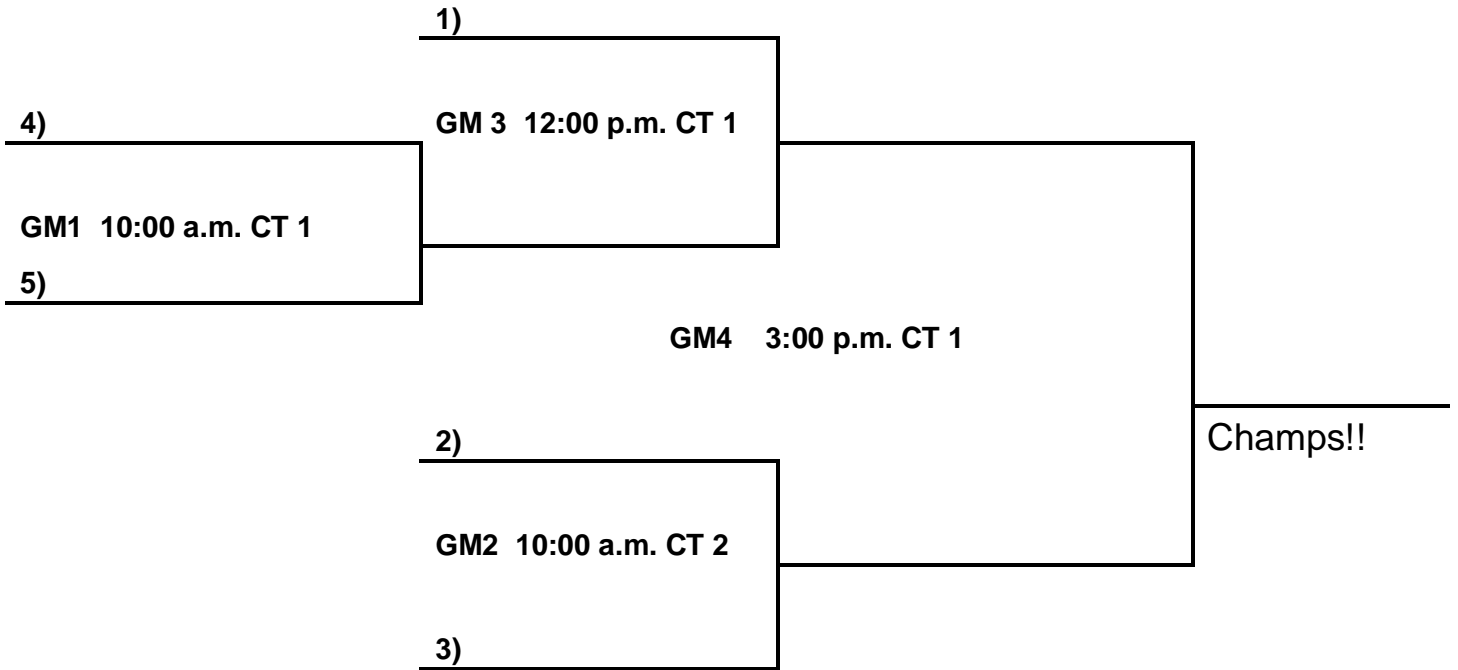 1)
4)
GM 3 12:00 p.m. CT 1
GM1 10:00 a.m. CT 1
5)
GM4 3:00 p.m. CT 1
2)
Champs!!
GM2 10:00 a.m. CT 2
3)